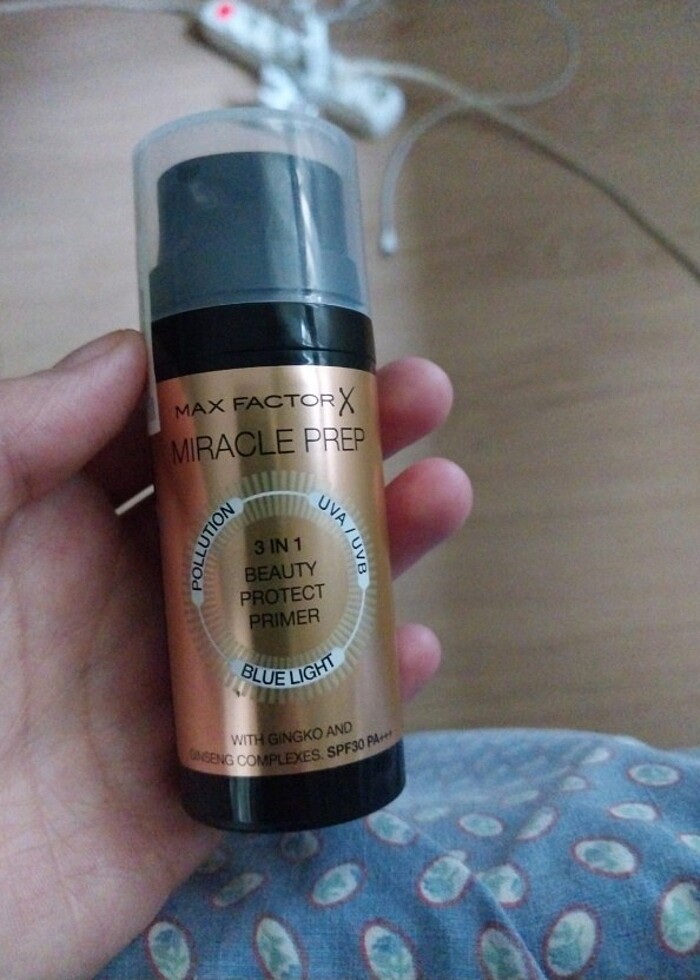 MAX FACTOR X
MIRACLE PREP
POLLUTION
UVA / UVB
3 IN 1
BEAUTY
PROTECT
PRIMER
BLUE LIGHT
WITH GINGKO AND
GINSENG COMPLEXES. SPF30 PA+++